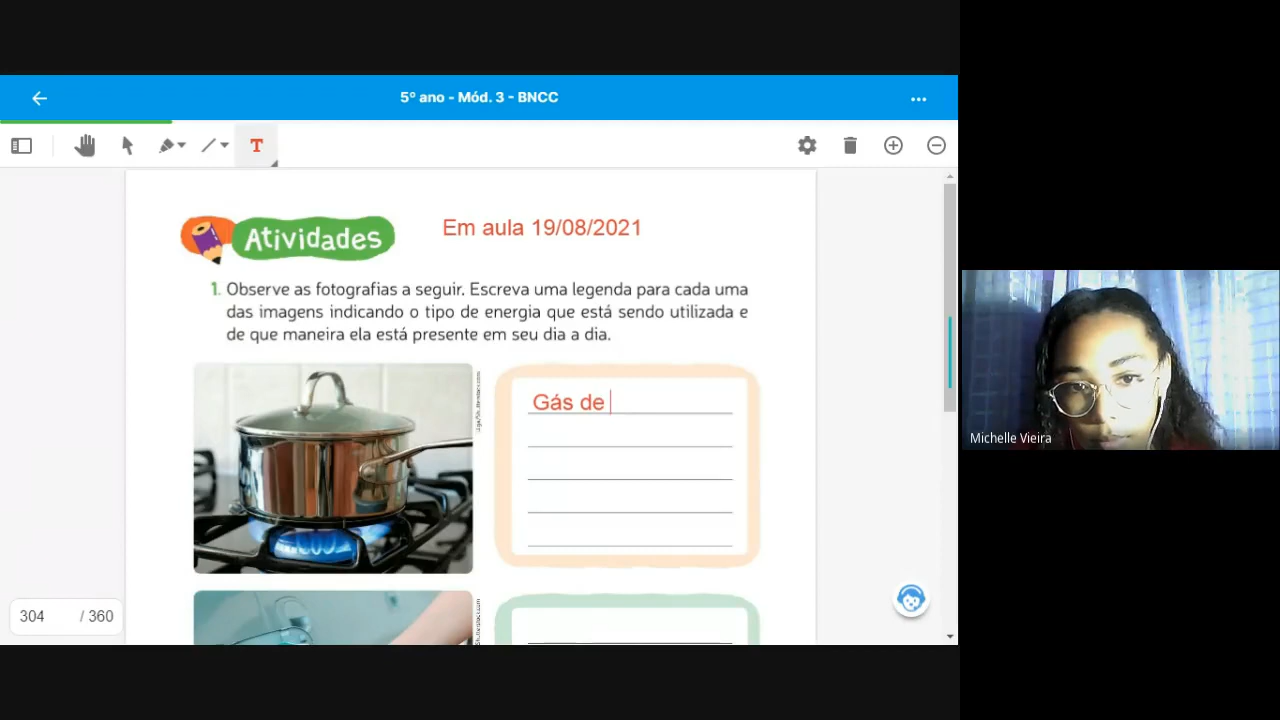 5º ano - Mód. 3 - BNCC
T
Atividades
Em aula 19/08/2021
1. Observe as fotografias a seguir. Escreva uma legenda para cada uma
das imagens indicando o tipo de energia que está sendo utilizada e
de que maneira ela está presente em seu dia a dia.
Gás de
304 / 360
Michelle Vieira